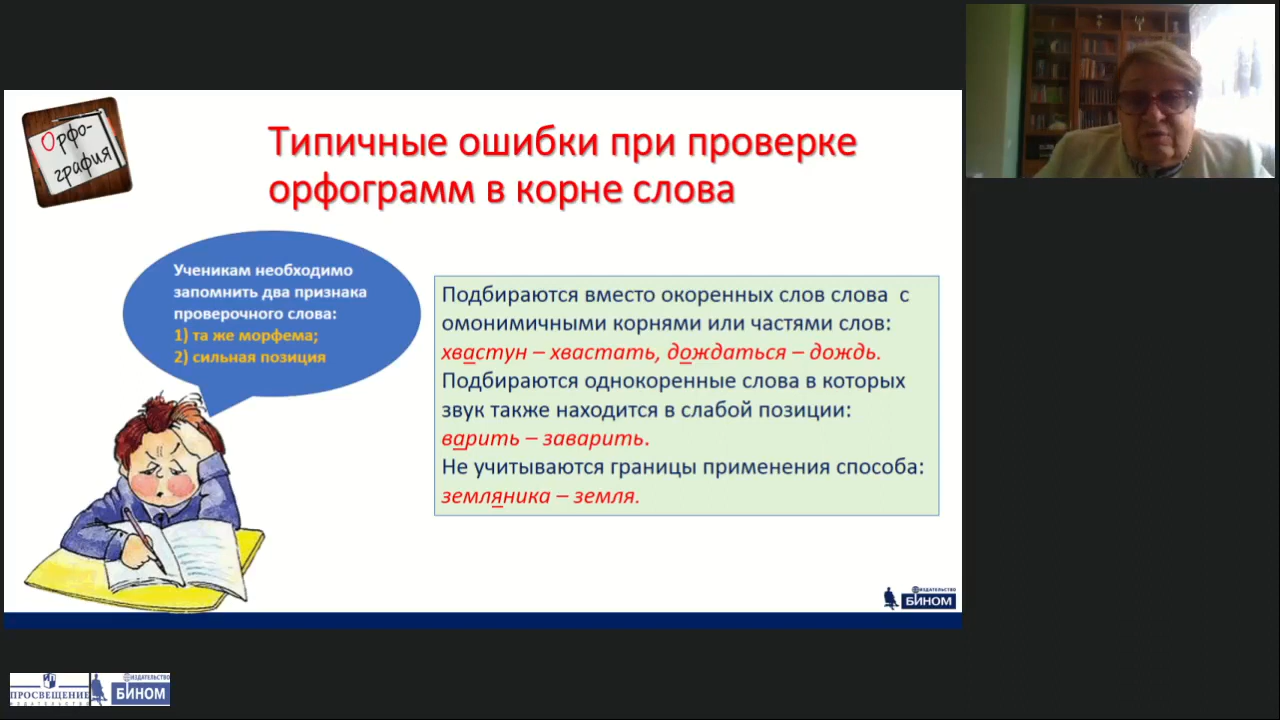 Орфо-
графия
Типичные ошибки при проверке
орфограмм в корне слова
Ученикам необходимо
запомнить два признака
проверочного слова:
1) та же морфема;
2) сильная позиция
Подбираются вместо окоренных слов слова с
омонимичными корнями или частями слов:
хвастун – хвастать, дождаться – дождь.
Подбираются однокоренные слова в которых
звук также находится в слабой позиции:
варить – заварить.
Не учитываются границы применения способа:
земляника – земля.
ИЗДАТЕЛЬСТВО
БИНОМ
ПРОСВЕЩЕНИЕ
ИЗДАТЕЛЬСТВО
ИЗДАТЕЛЬСТВО
БИНОМ